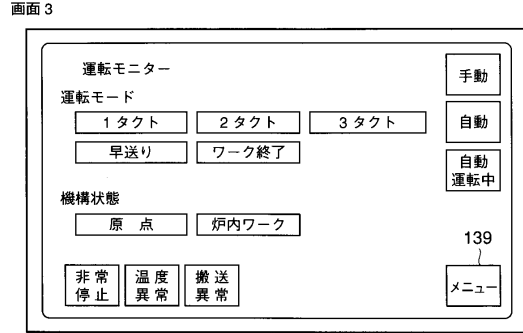 画面3
運転モニター
手動
運転モード
1タクト 2タクト 3タクト
自動
早送り ワーク終了
自動
運転中
機構状態
原点 炉内ワーク
139
非常
停止
温度
異常
搬送
異常
メニュー